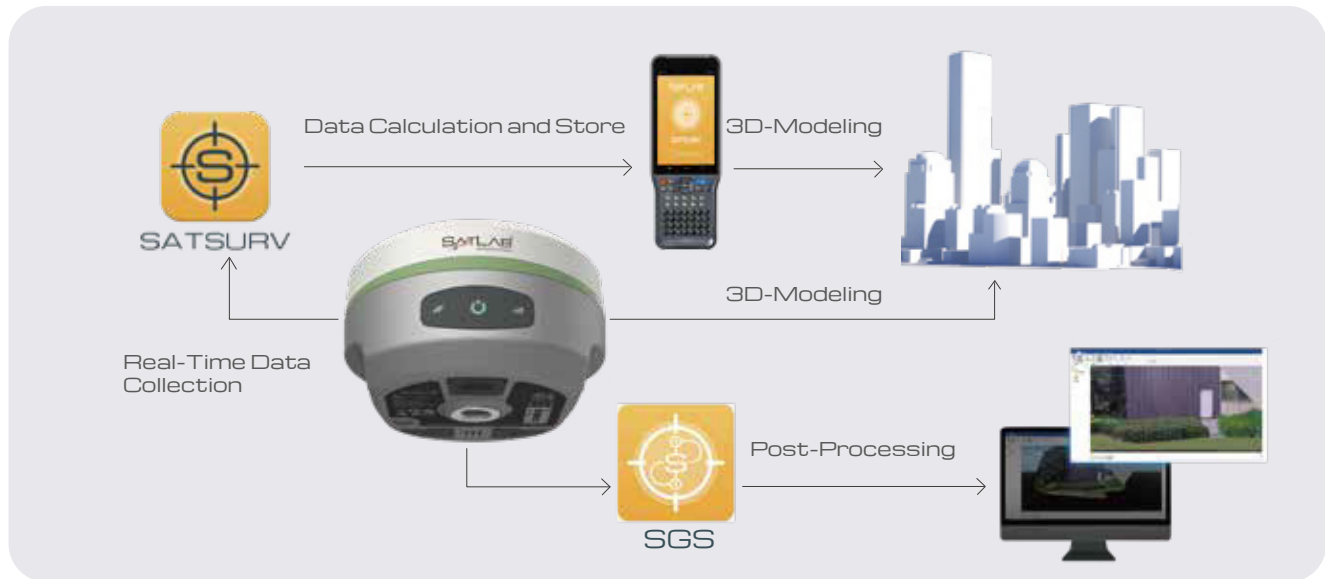 Data Calculation and Store
3D-Modeling
SATSURV
SATLAB
3D-Modeling
Real-Time Data
Collection
Post-Processing
SGS